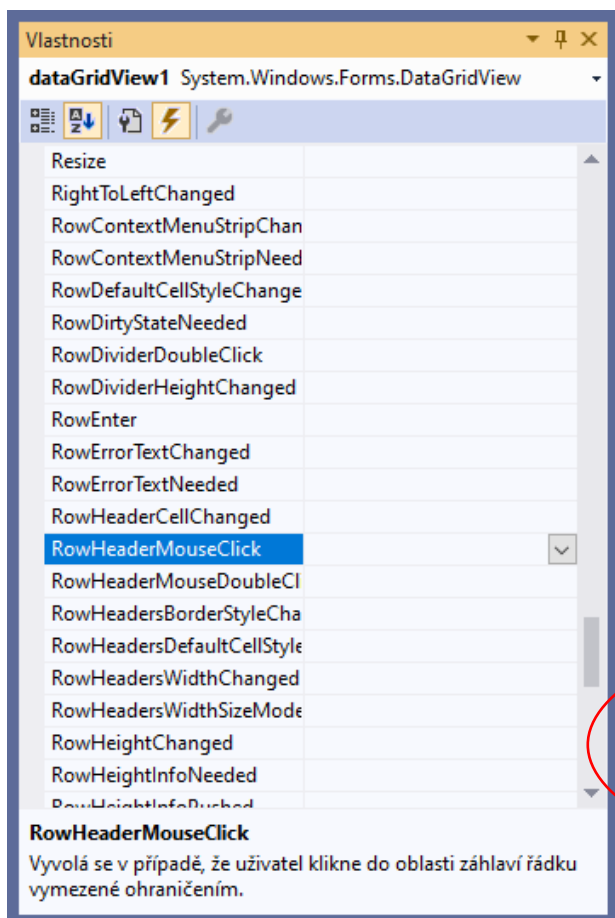 Vlastnosti
dataGridView1 System.Windows.Forms.DataGridView
Resize
RightToLeftChanged
RowContextMenuStripChan
RowContextMenuStripNeed
RowDefaultCellStyleChange
RowDirtyStateNeeded
RowDividerDoubleClick
RowDividerHeightChanged
RowEnter
RowErrorTextChanged
RowErrorTextNeeded
RowHeaderCellChanged
RowHeaderMouseClick
RowHeaderMouseDoubleCl
RowHeadersBorderStyleCha
RowHeadersDefaultCellStyle
RowHeadersWidthChanged
RowHeadersWidthSizeMode
RowHeightChanged
RowHeightInfoNeeded
RowHeightInfoPushed
RowHeaderMouseClick
Vyvolá se v případě, že uživatel klikne do oblasti záhlaví řádku
vymezené ohraničením.